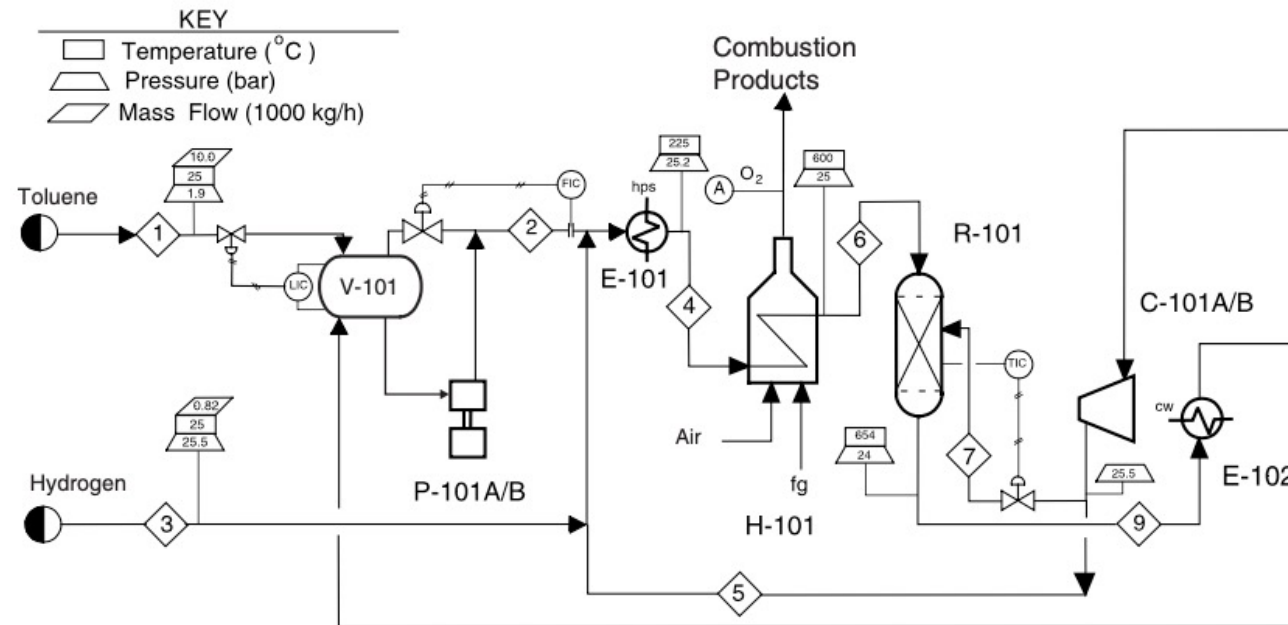 KEY
Temperature (°C )
Pressure (bar)
Mass Flow (1000 kg/h)
Combustion
Products
Toluene
10.0
25
1.9
1
LIC
V-101
FIC
2
hps
E-101
225
25.2
4
A
O2
600
25
6
R-101
C-101A/B
TIC
Hydrogen
0.82
25
25.5
3
P-101A/B
Air
fg
H-101
654
24
7
25.5
cw
E-102
9
5